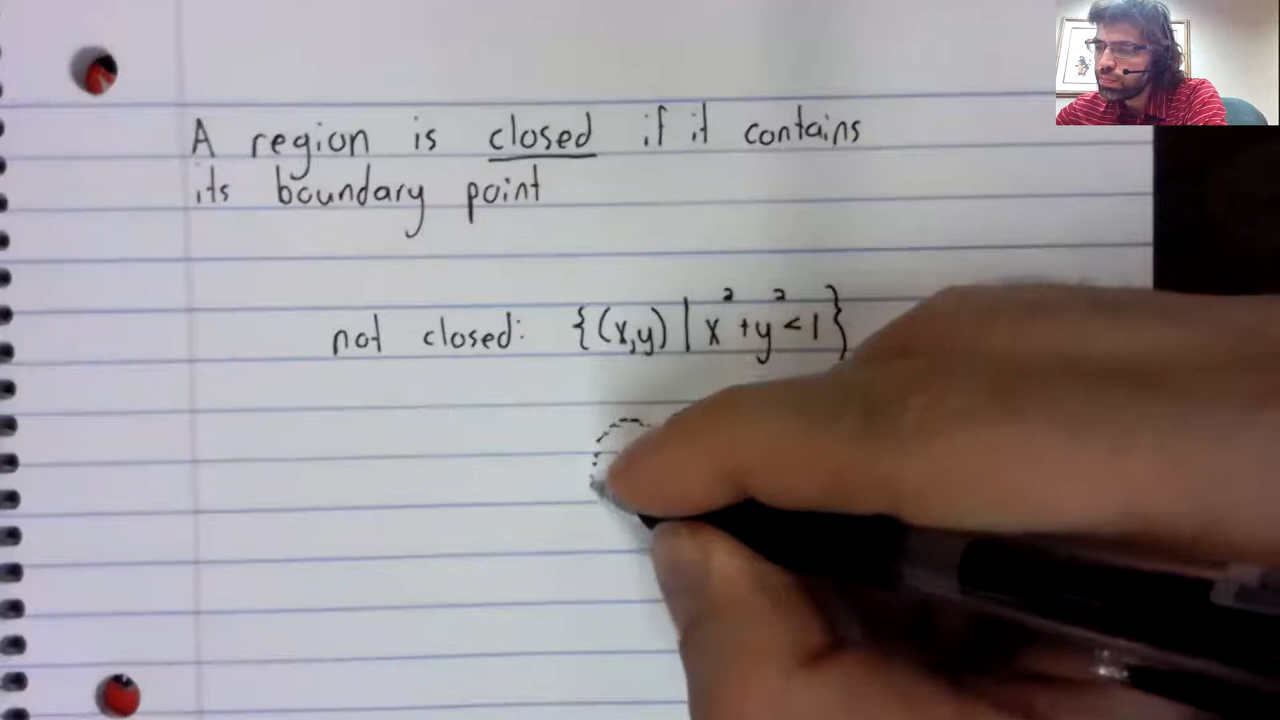 A region is closed if it contains
its boundary point
not closed: {(x,y) | x² + y² < 1}